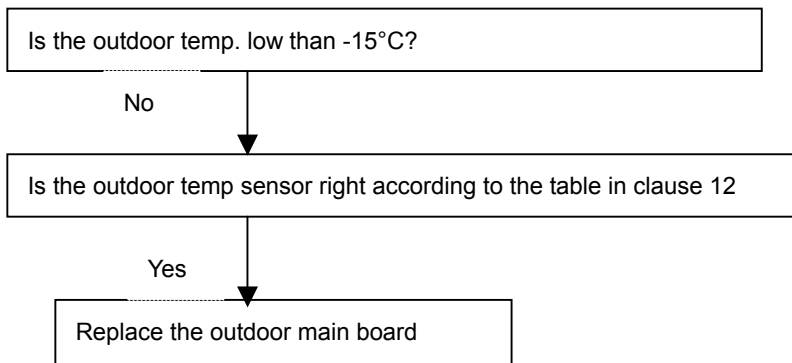 Is the outdoor temp. low than -15°C?
No
Is the outdoor temp sensor right according to the table in clause 12
Yes
Replace the outdoor main board